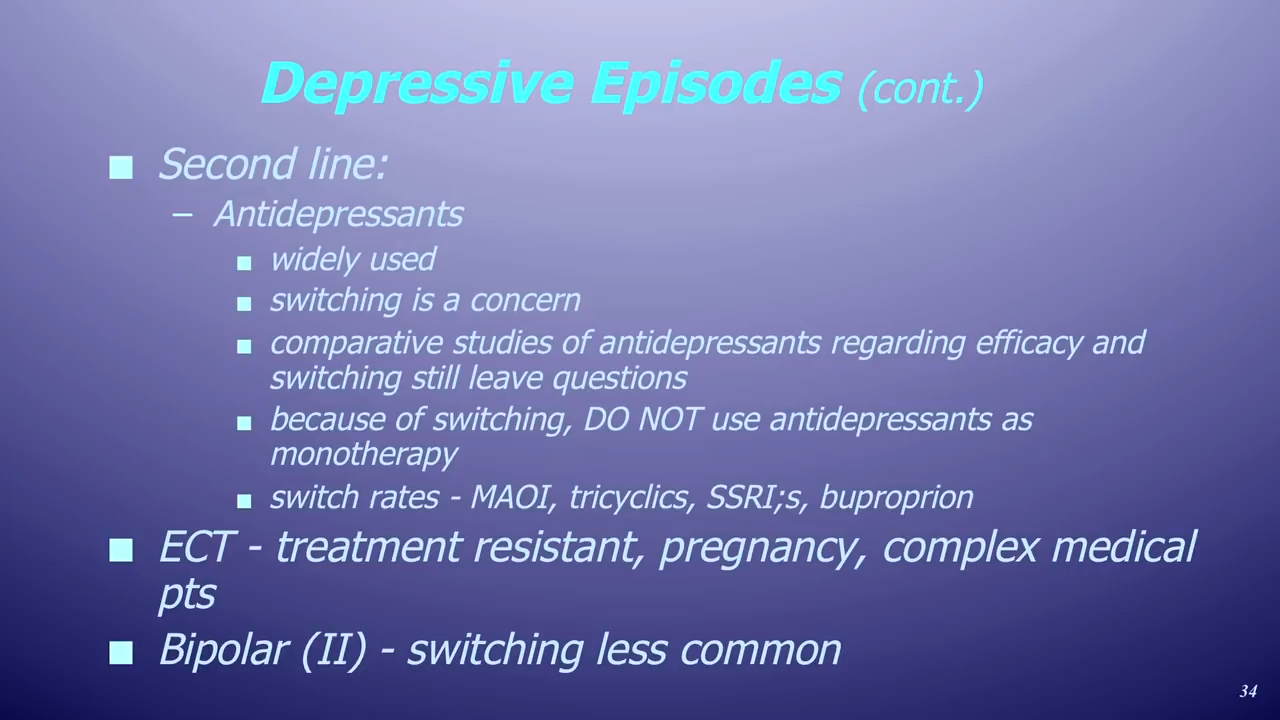 Depressive Episodes (cont.)
■ Second line:
– Antidepressants
■ widely used
■ switching is a concern
■ comparative studies of antidepressants regarding efficacy and
switching still leave questions
■ because of switching, DO NOT use antidepressants as
monotherapy
■ switch rates - MAOI, tricyclics, SSRI;s, buproprion
■ ECT - treatment resistant, pregnancy, complex medical
pts
■ Bipolar (II) - switching less common
34